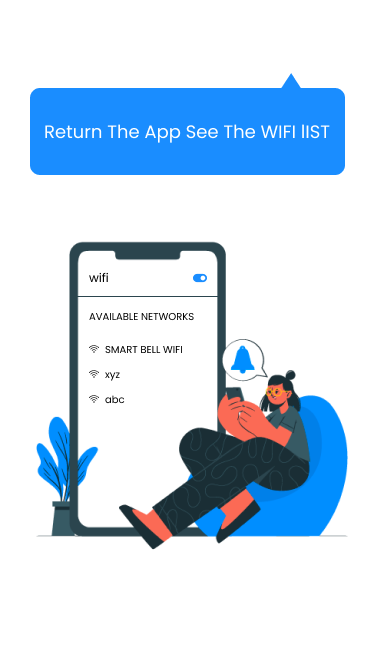 Return The App See The WIFI lIST
wifi
AVAILABLE NETWORKS
SMART BELL WIFI
xyz
abc